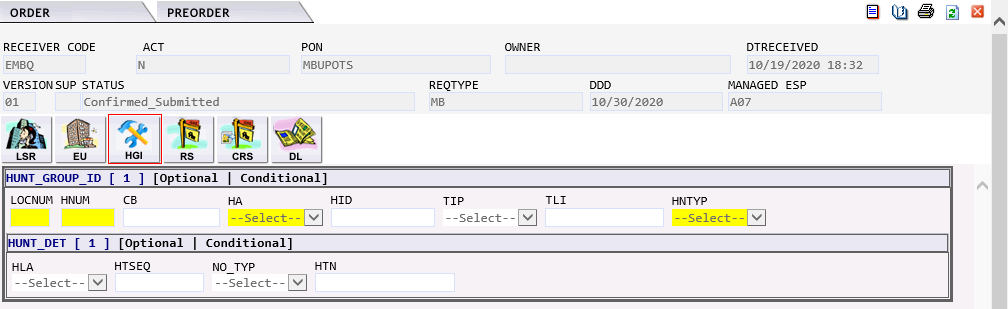 ORDER PREORDER
RECEIVER CODE ACT PON OWNER DTRECEIVED
EMBQ N MBUPOTS 10/19/2020 18:32
VERSION SUP STATUS REQTYPE DDD MANAGED ESP
01 Confirmed_Submitted MB 10/30/2020 A07
LSR EU HGI RS CRS DL
HUNT_GROUP_ID [ 1 ] [Optional | Conditional]
LOCNUM HNUM CB HA HID TIP TLI HNTYP
--Select-- --Select-- --Select--
HUNT_DET [ 1 ] [Optional | Conditional]
HLA HTSEQ NO_TYP HTN
--Select-- --Select--